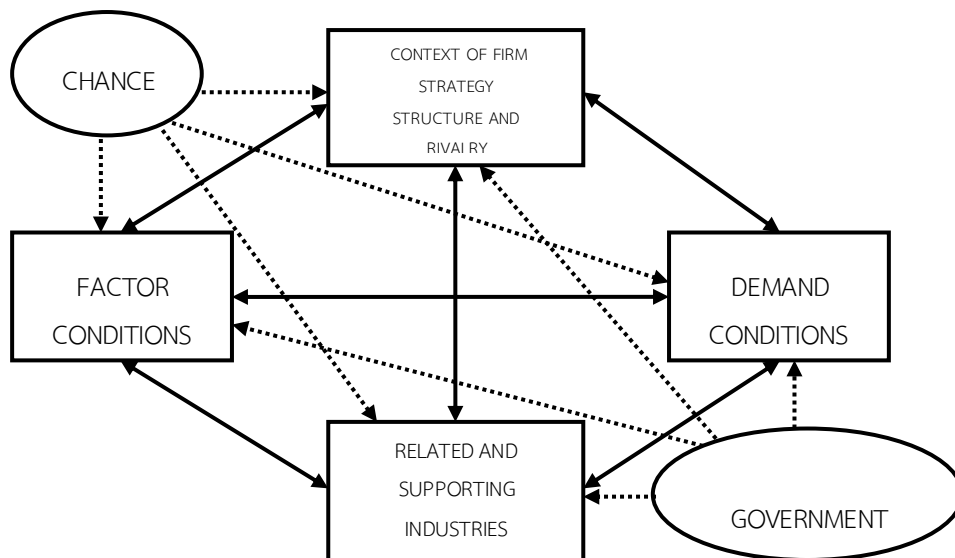 CHANCE
CONTEXT OF FIRM
STRATEGY
STRUCTURE AND
RIVALRY
FACTOR
CONDITIONS
DEMAND
CONDITIONS
RELATED AND
SUPPORTING
INDUSTRIES
GOVERNMENT